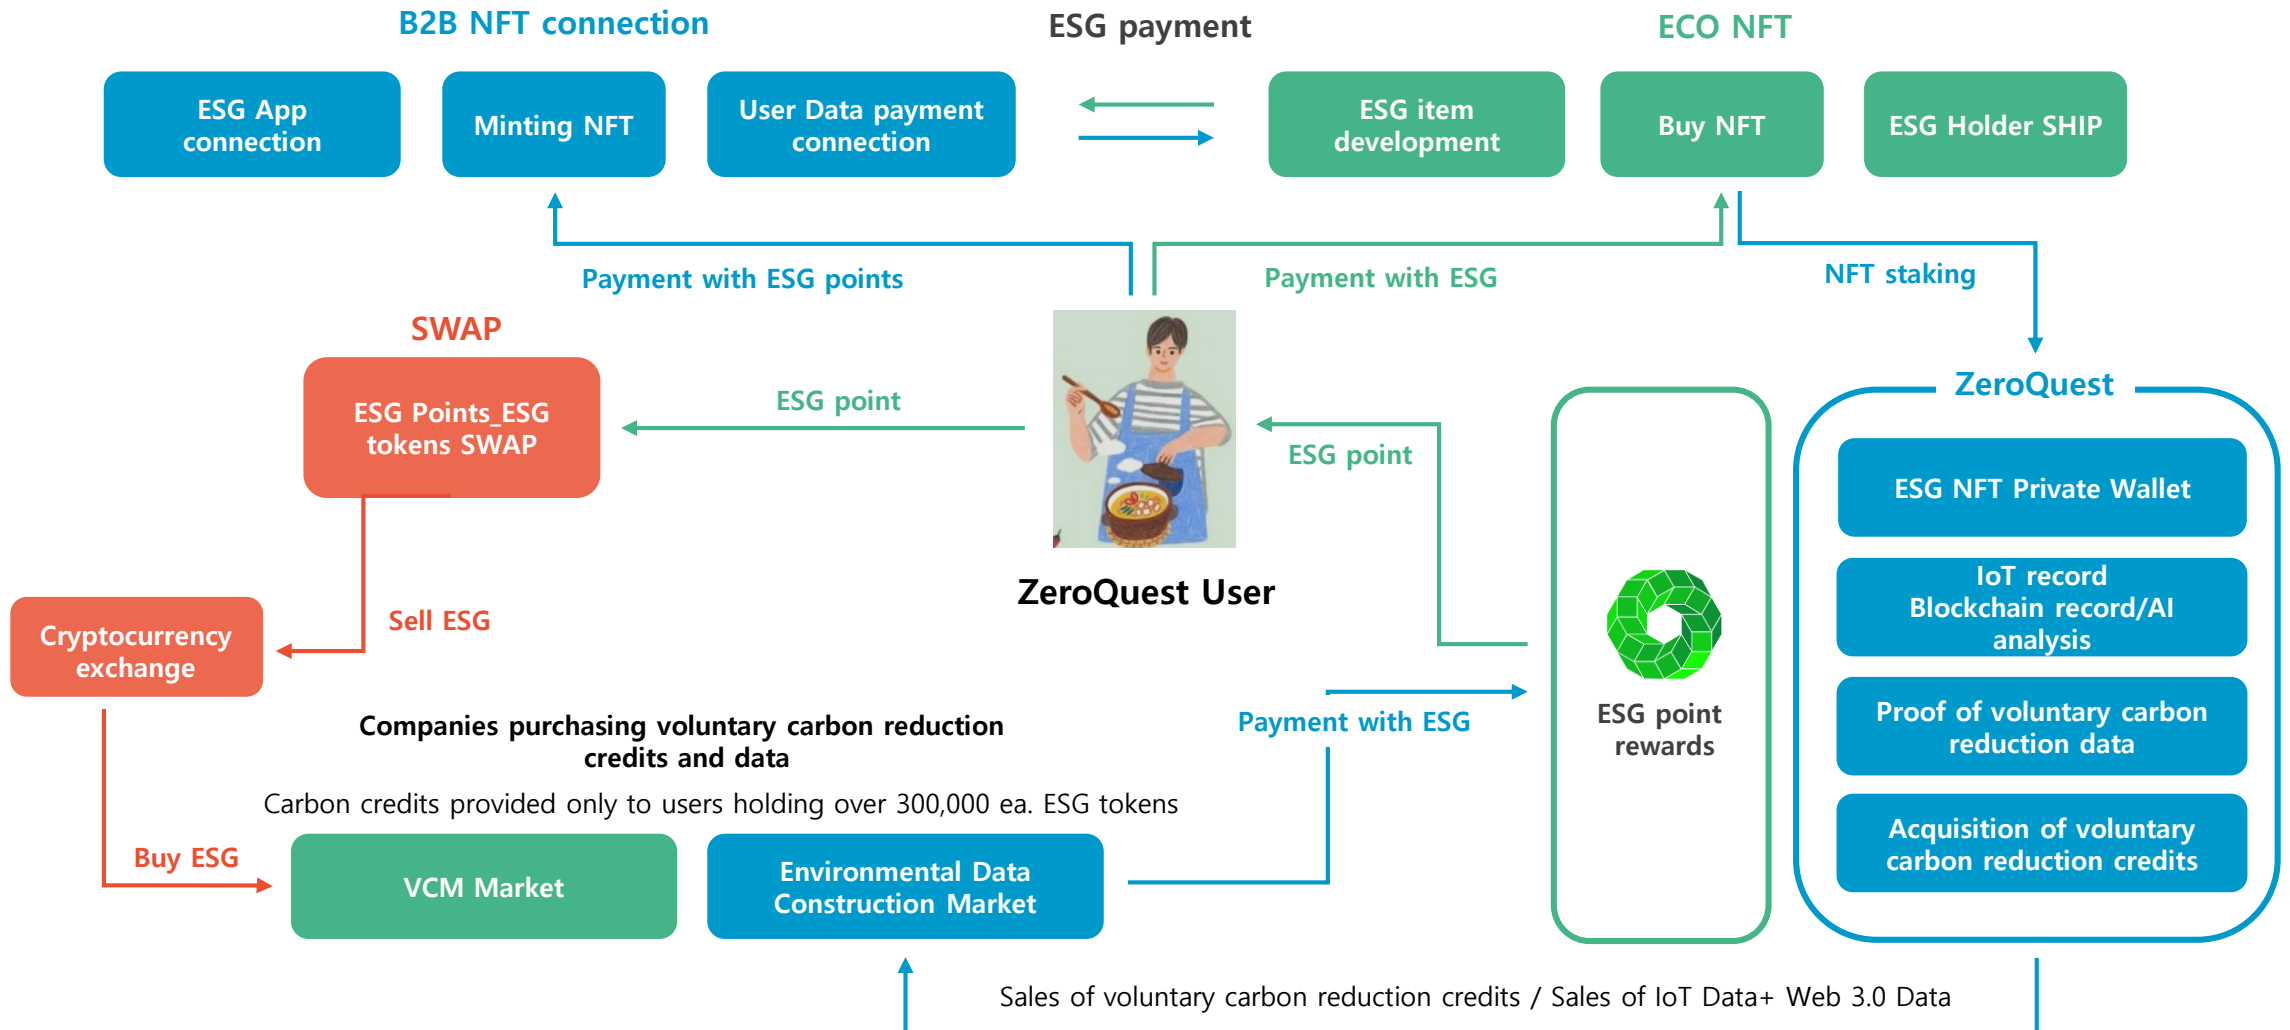 B2B NFT connection
ESG payment
ECO NFT
ESG App
connection
Minting NFT
User Data payment
connection
ESG item
development
Buy NFT
ESG Holder SHIP
Payment with ESG points
Payment with ESG
NFT staking
SWAP
ESG Points_ESG
tokens SWAP
ESG point
ESG point
ZeroQuest
ESG NFT Private Wallet
IoT record
Blockchain record/AI
analysis
Proof of voluntary carbon
reduction data
Acquisition of voluntary
carbon reduction credits
ZeroQuest User
Sell ESG
Cryptocurrency
exchange
ESG point
rewards
Payment with ESG
Companies purchasing voluntary carbon reduction
credits and data
Carbon credits provided only to users holding over 300,000 ea. ESG tokens
Buy ESG
VCM Market
Environmental Data
Construction Market
Sales of voluntary carbon reduction credits / Sales of IoT Data+ Web 3.0 Data